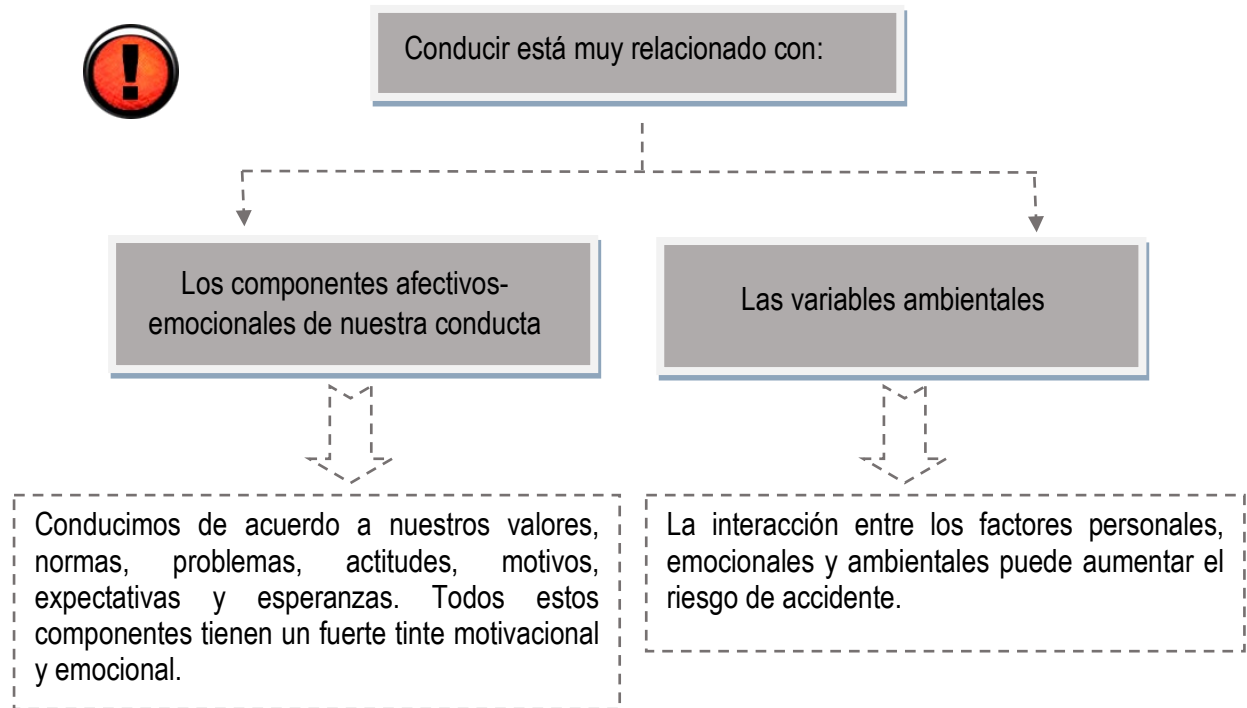 !
Conducir está muy relacionado con:
Los componentes afectivos-
emocionales de nuestra conducta
Las variables ambientales
Conducimos de acuerdo a nuestros valores,
normas, problemas, actitudes, motivos,
expectativas y esperanzas. Todos estos
componentes tienen un fuerte tinte motivacional
y emocional.
La interacción entre los factores personales,
emocionales y ambientales puede aumentar el
riesgo de accidente.